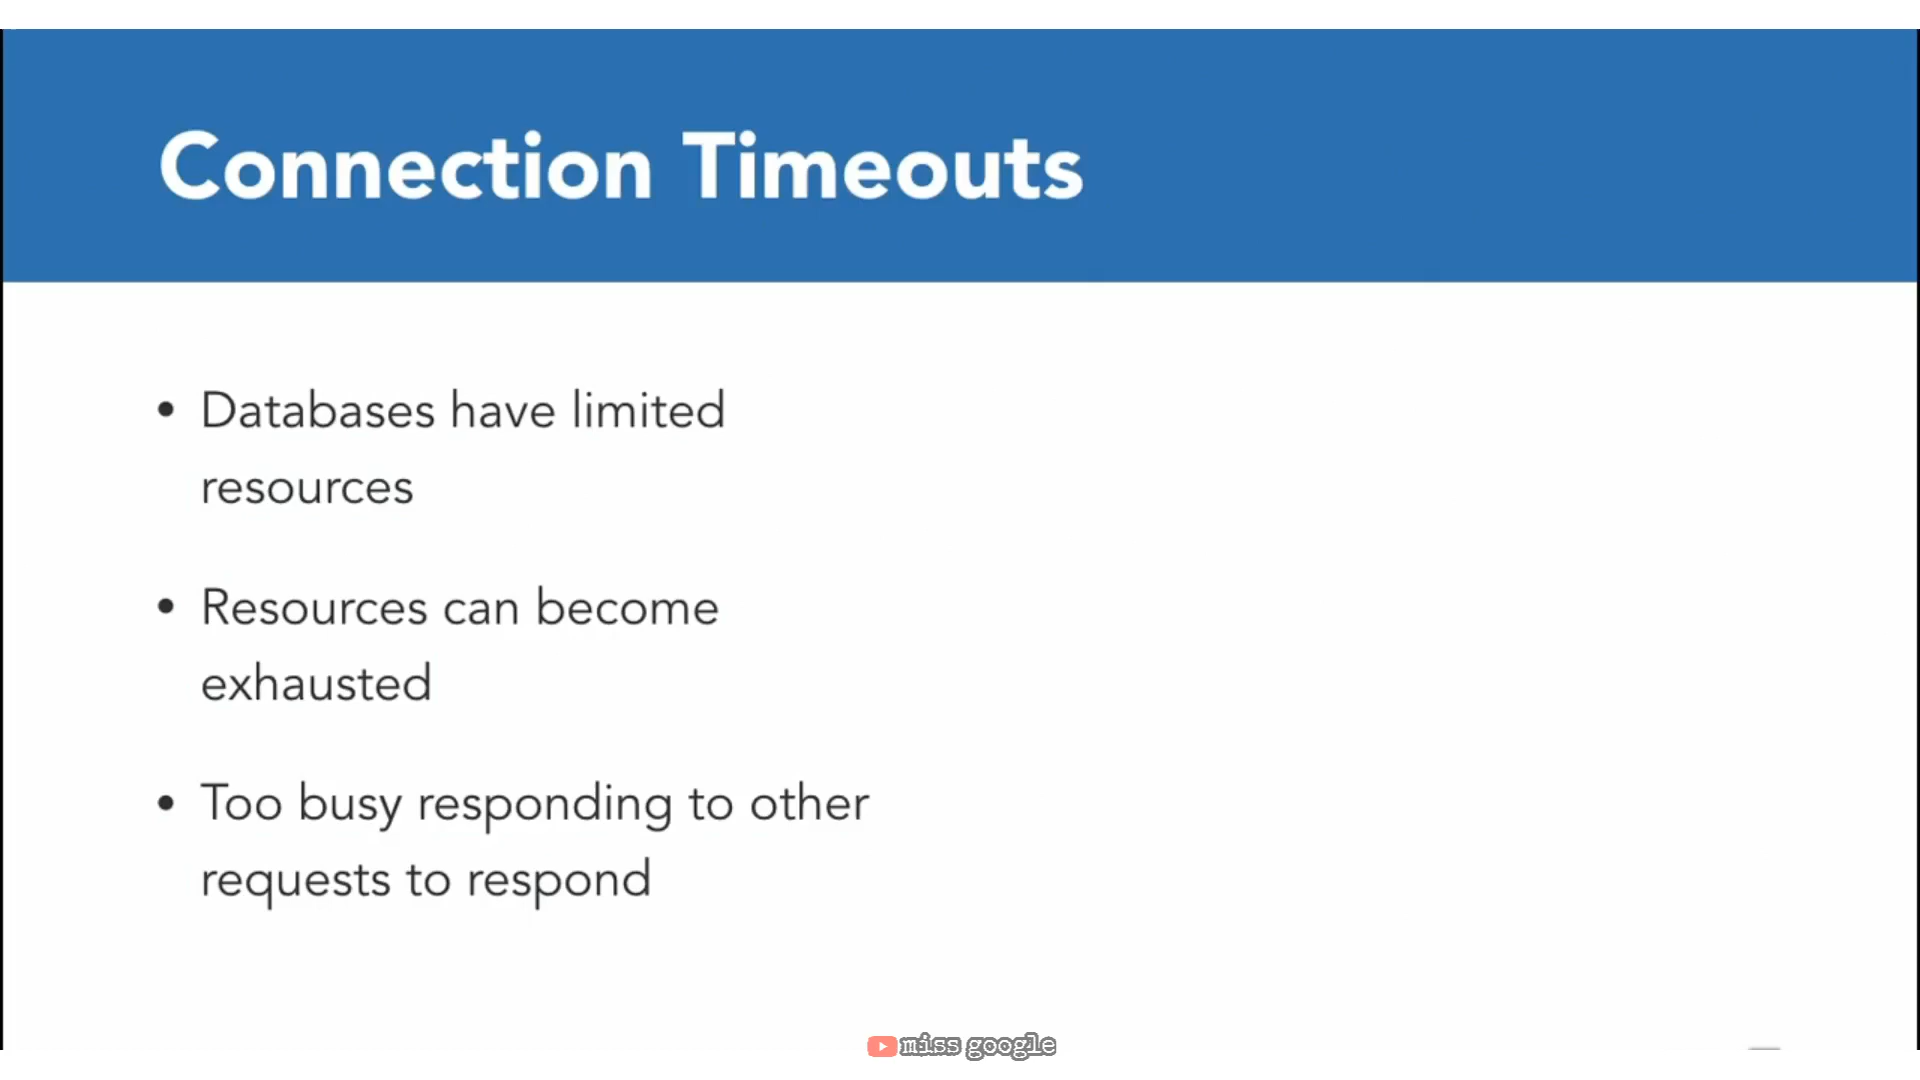 Connection Timeouts
• Databases have limited
resources
• Resources can become
exhausted
• Too busy responding to other
requests to respond
miss google